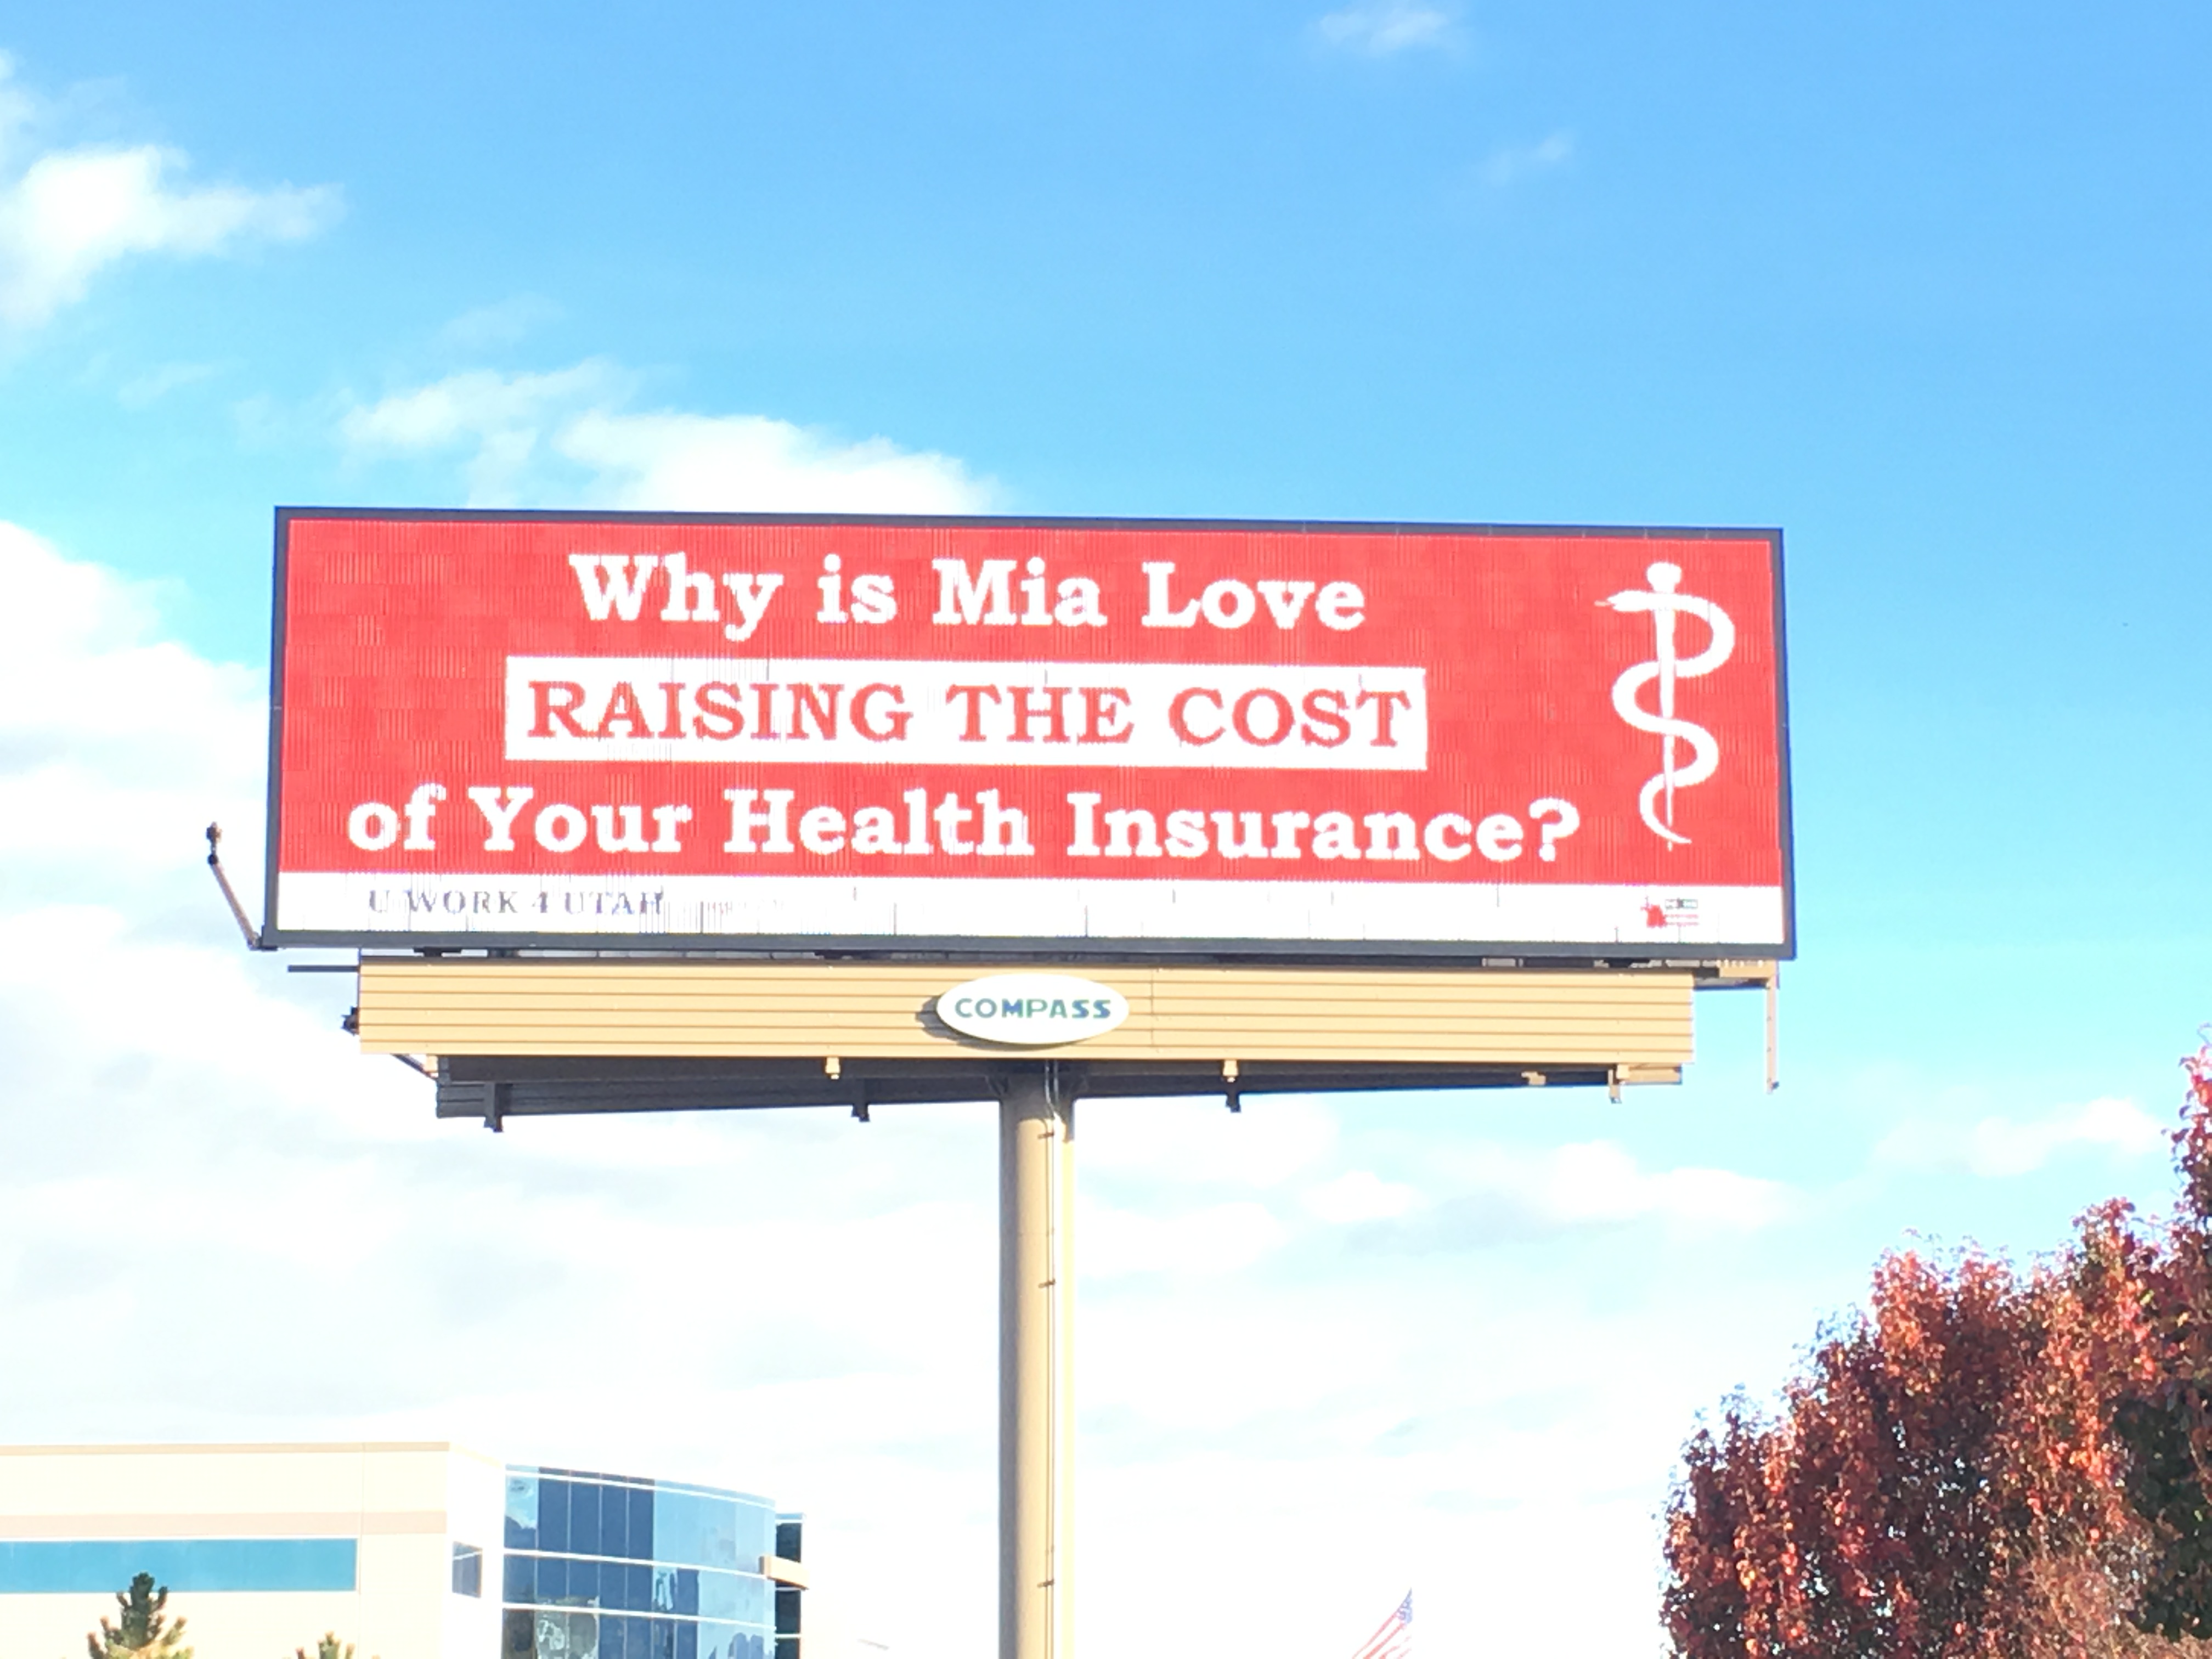 Why is Mia Love
RAISING THE COST
of Your Health Insurance?
U WORK 4 UTAH
COMPASS